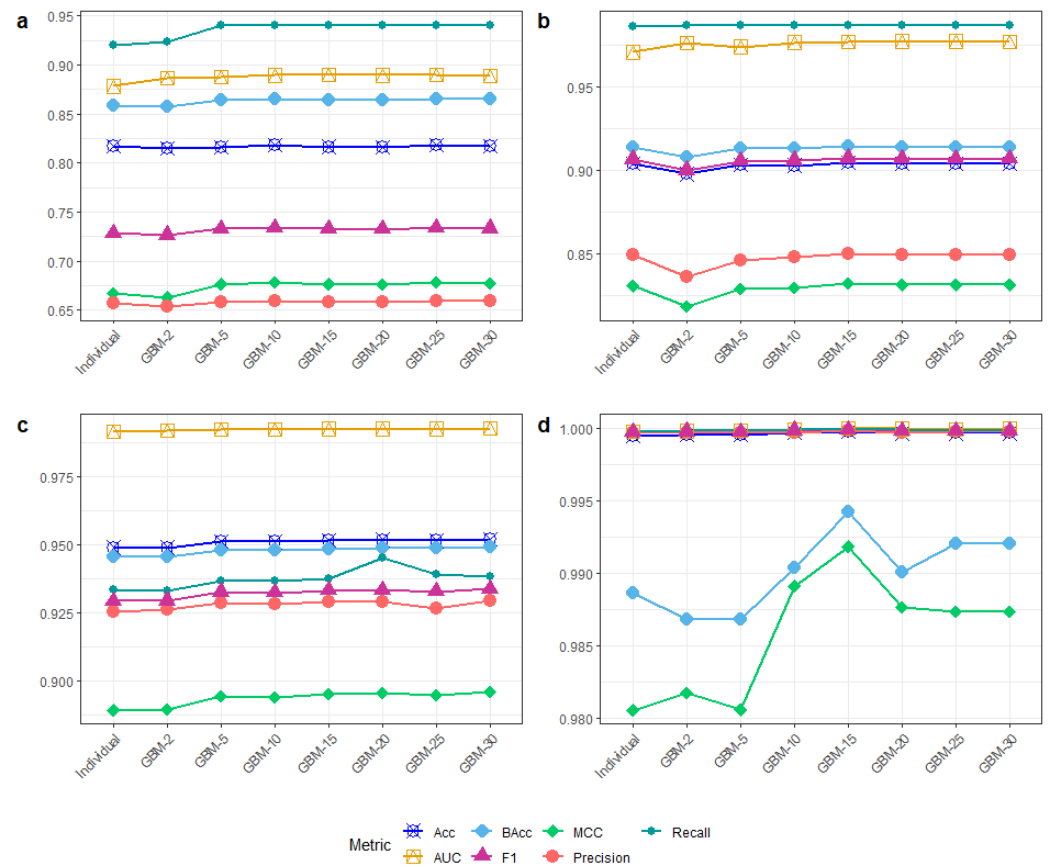 a
0.95
0.90
0.85
0.80
0.75
0.70
0.65
Individual
GBM-2
GBM-5
GBM-10
GBM-15
GBM-20
GBM-25
GBM-30
b
0.95
0.90
0.85
Individual
GBM-2
GBM-5
GBM-10
GBM-15
GBM-20
GBM-25
GBM-30
c
0.975
0.950
0.925
0.900
Individual
GBM-2
GBM-5
GBM-10
GBM-15
GBM-20
GBM-25
GBM-30
d
1.000
0.995
0.990
0.985
0.980
Individual
GBM-2
GBM-5
GBM-10
GBM-15
GBM-20
GBM-25
GBM-30
Metric
Acc
BAcc
MCC
Recall
AUC
F1
Precision